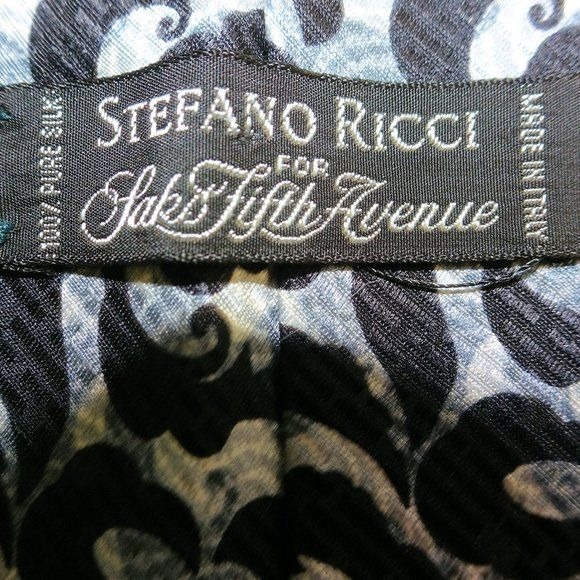 STEFANO RICCI
FOR
Saks Fifth Avenue
100% PURE SILK
MADE IN ITALY